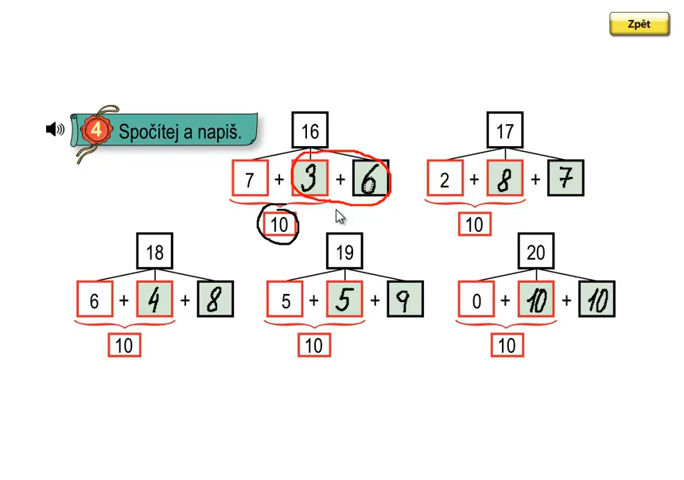 Zpět
4 Spočítej a napiš.
16
7 + 3 + 6
10
17
2 + 8 + 7
10
18
6 + 4 + 8
10
19
5 + 5 + 9
10
20
0 + 10 + 10
10